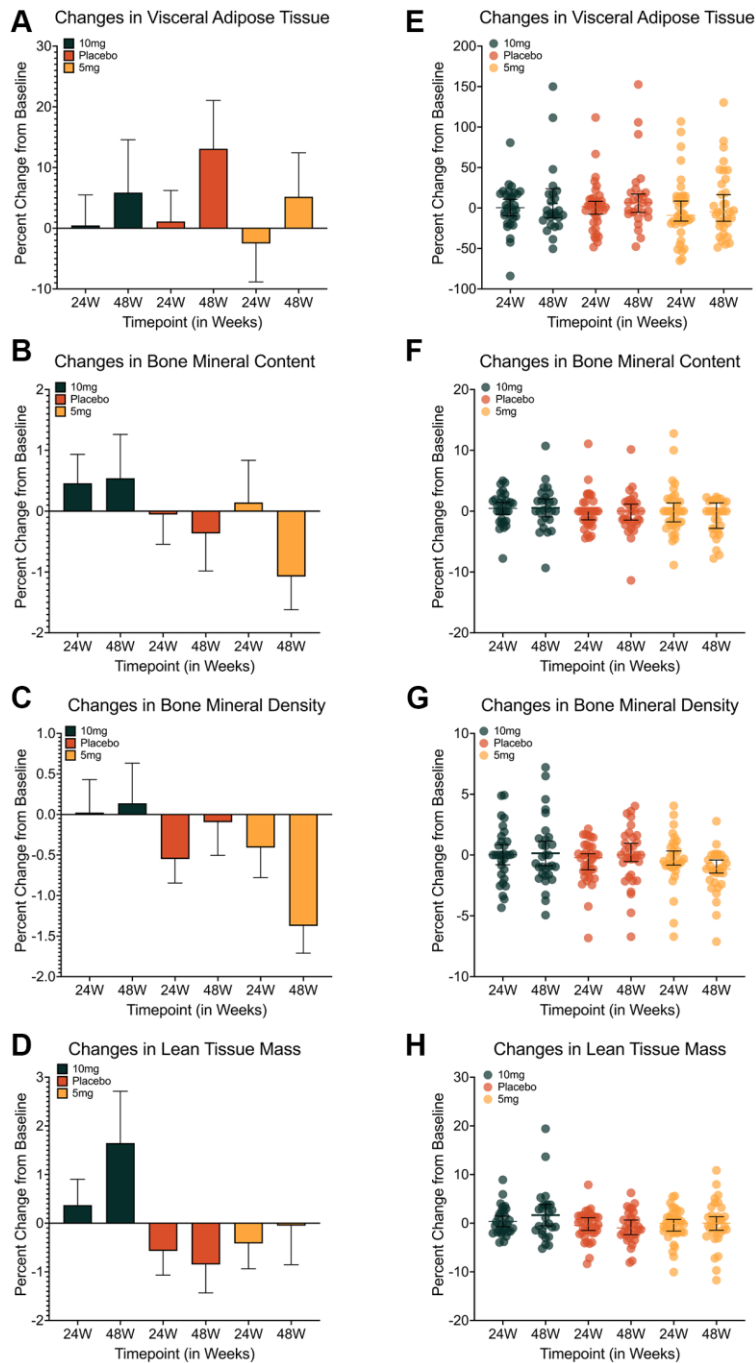 A
Changes in Visceral Adipose Tissue
10mg
Placebo
5mg
Percent Change from Baseline
30
20
10
0
-10
24W 48W 24W 48W 24W 48W
Timepoint (in Weeks)
E
Changes in Visceral Adipose Tissue
10mg
Placebo
5mg
Percent Change from Baseline
200
150
100
50
0
-50
-100
24W 48W 24W 48W 24W 48W
Timepoint (in Weeks)
B
Changes in Bone Mineral Content
10mg
Placebo
5mg
Percent Change from Baseline
2
1
0
-1
-2
24W 48W 24W 48W 24W 48W
Timepoint (in Weeks)
F
Changes in Bone Mineral Content
10mg
Placebo
5mg
Percent Change from Baseline
20
10
0
-10
-20
24W 48W 24W 48W 24W 48W
Timepoint (in Weeks)
C
Changes in Bone Mineral Density
10mg
Placebo
5mg
Percent Change from Baseline
1.0
0.5
0.0
-0.5
-1.0
-1.5
-2.0
24W 48W 24W 48W 24W 48W
Timepoint (in Weeks)
G
Changes in Bone Mineral Density
10mg
Placebo
5mg
Percent Change from Baseline
10
5
0
-5
-10
24W 48W 24W 48W 24W 48W
Timepoint (in Weeks)
D
Changes in Lean Tissue Mass
10mg
Placebo
5mg
Percent Change from Baseline
3
2
1
0
-1
-2
24W 48W 24W 48W 24W 48W
Timepoint (in Weeks)
H
Changes in Lean Tissue Mass
10mg
Placebo
5mg
Percent Change from Baseline
30
20
10
0
-10
-20
24W 48W 24W 48W 24W 48W
Timepoint (in Weeks)